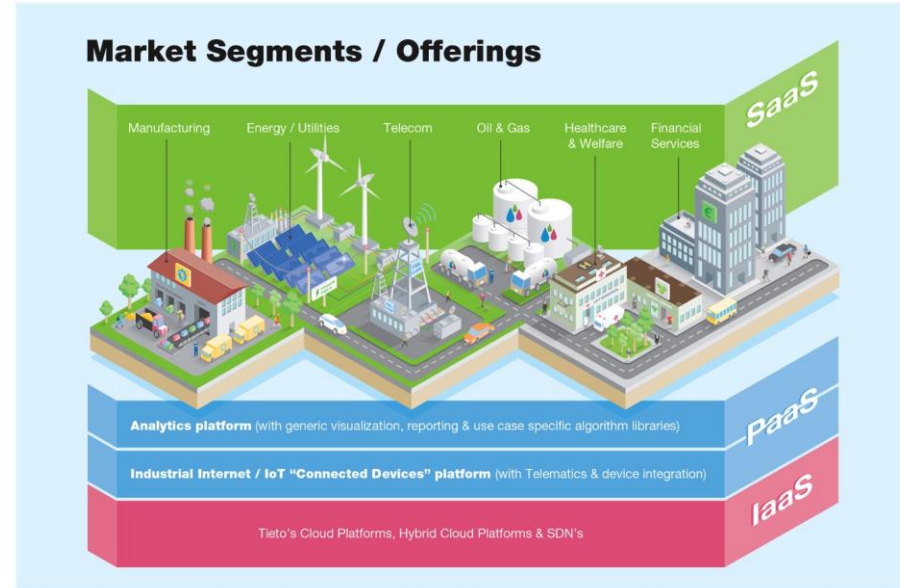 Market Segments / Offerings
SaaS
Manufacturing
Energy / Utilities
Telecom
Oil & Gas
Healthcare
& Welfare
Financial
Services
PaaS
Analytics platform (with generic visualization, reporting & use case specific algorithm libraries)
Industrial Internet / IoT “Connected Devices” platform (with Telematics & device integration)
IaaS
Tieto's Cloud Platforms, Hybrid Cloud Platforms & SDN's